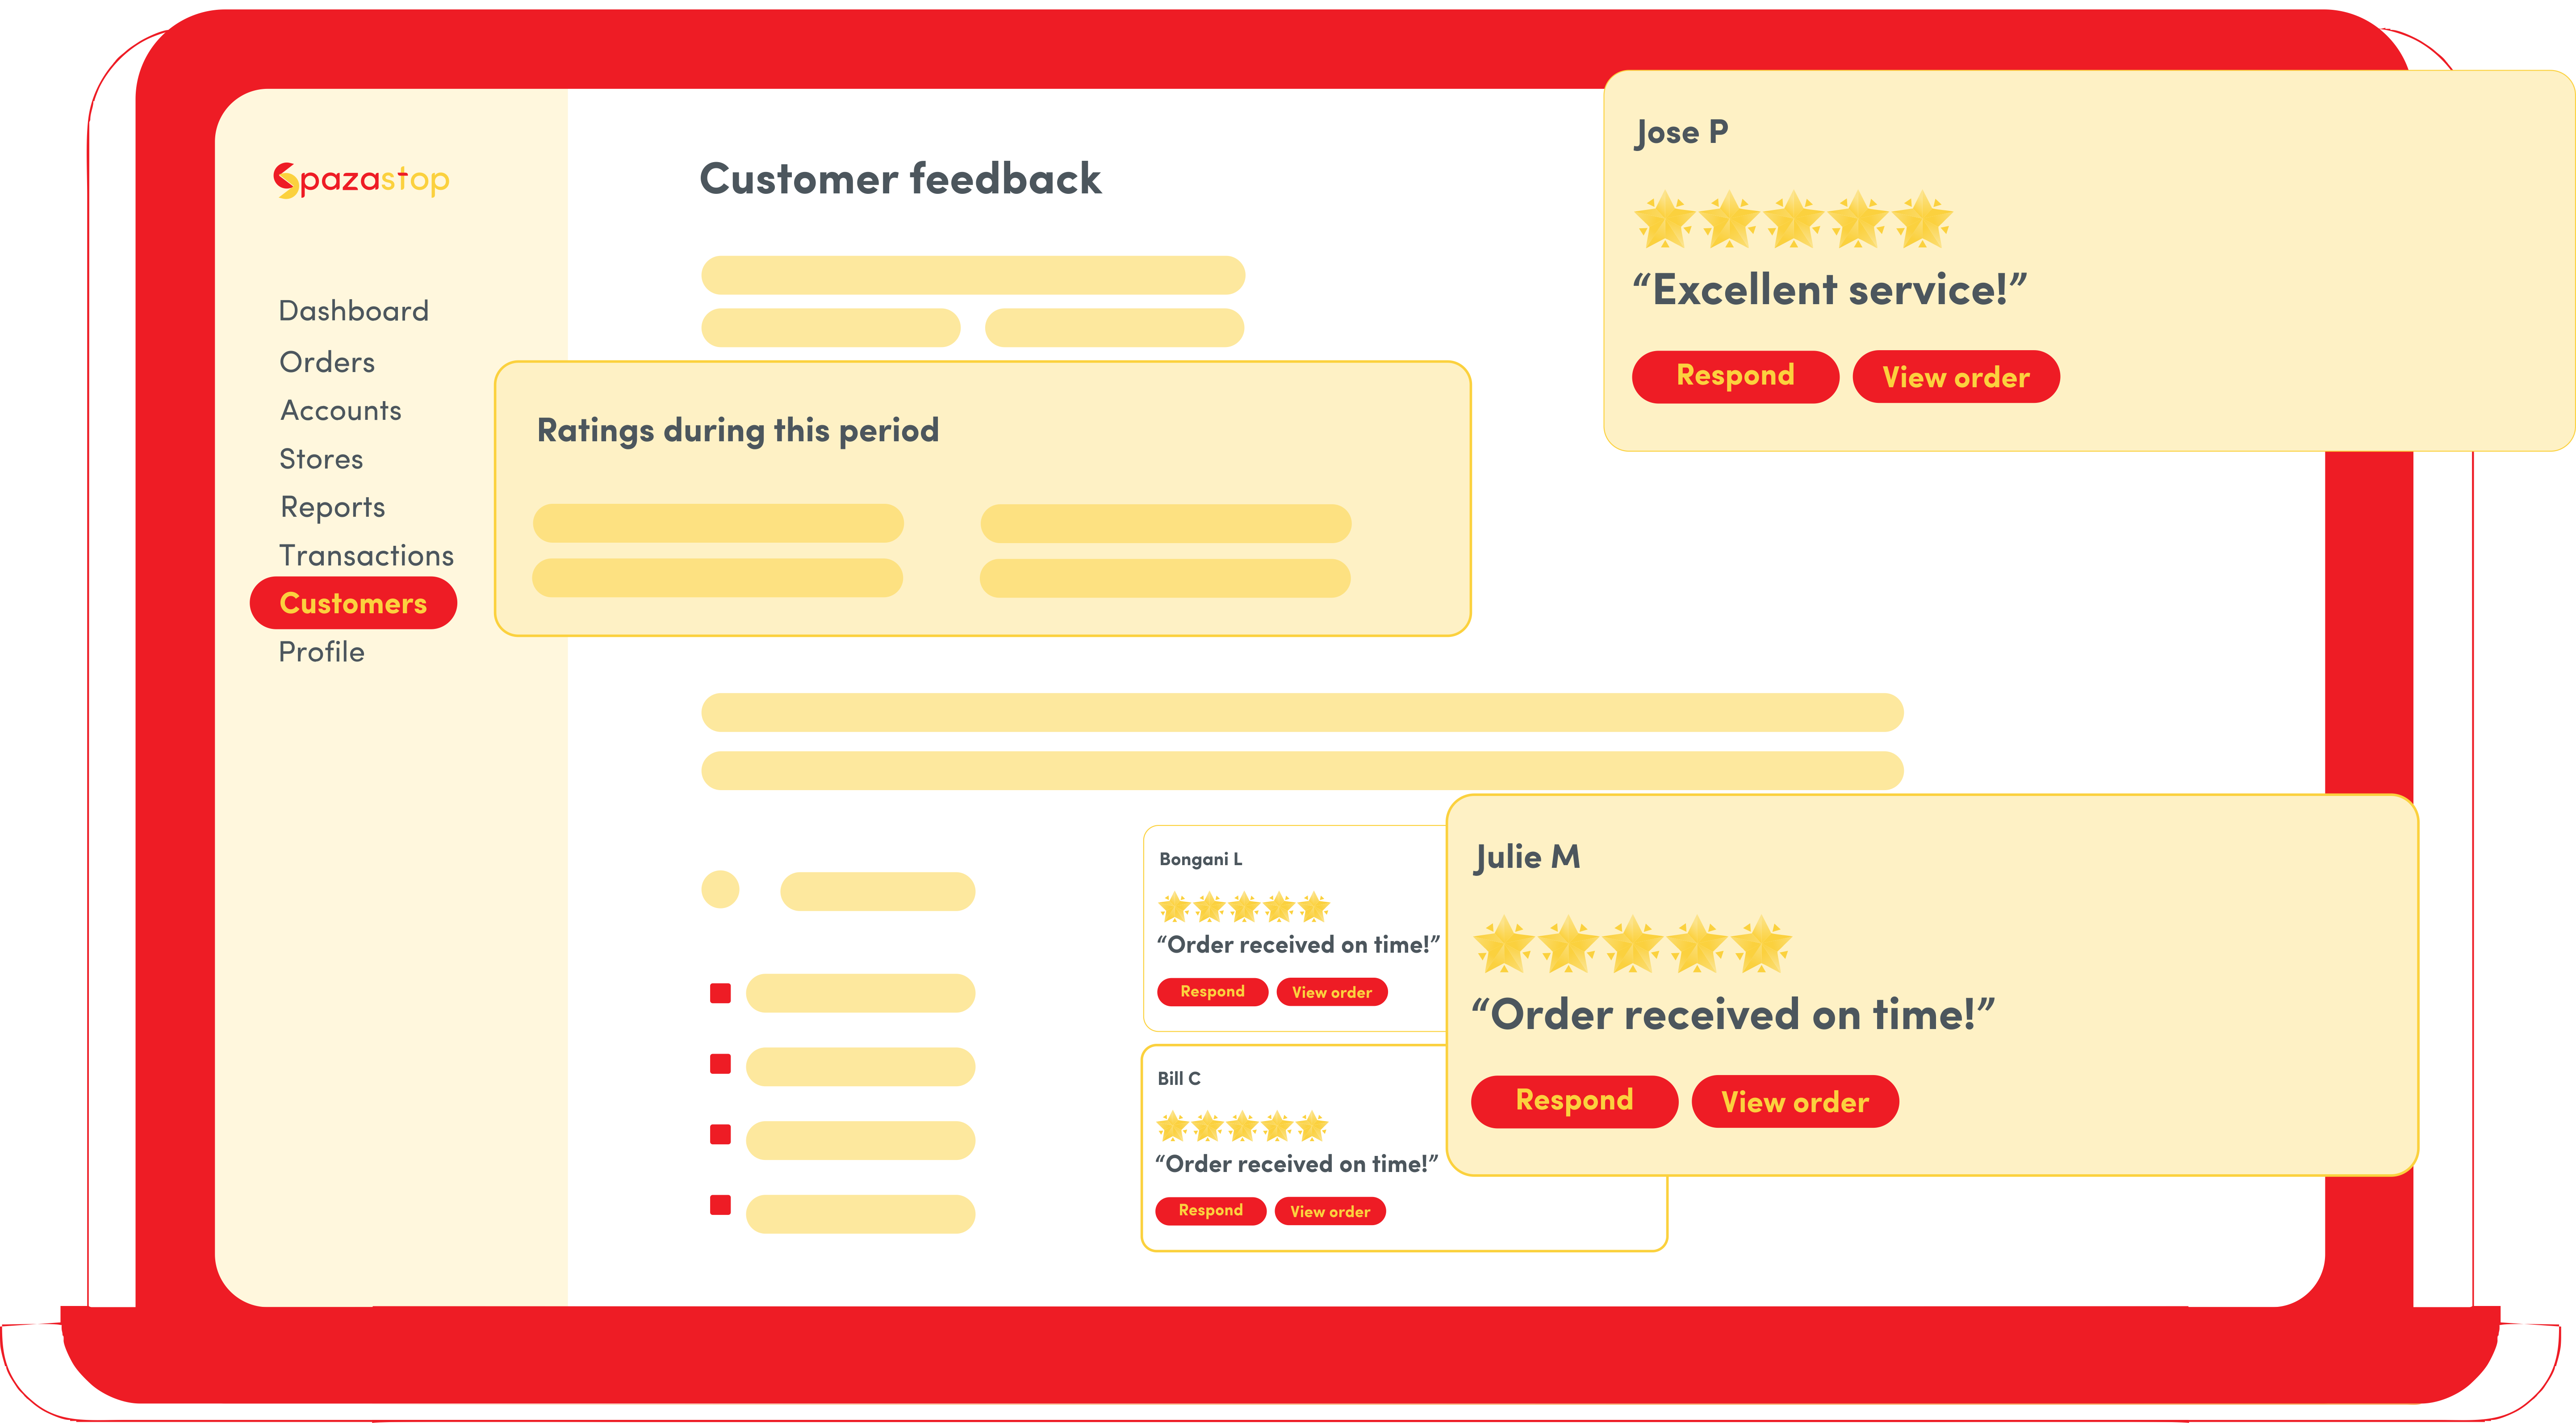 Spazastop
Dashboard
Orders
Accounts
Stores
Reports
Transactions
Customers
Profile
Customer feedback
Ratings during this period
Jose P
“Excellent service!”
Respond
View order
Bongani L
“Order received on time!”
Respond
View order
Bill C
“Order received on time!”
Respond
View order
Julie M
“Order received on time!”
Respond
View order